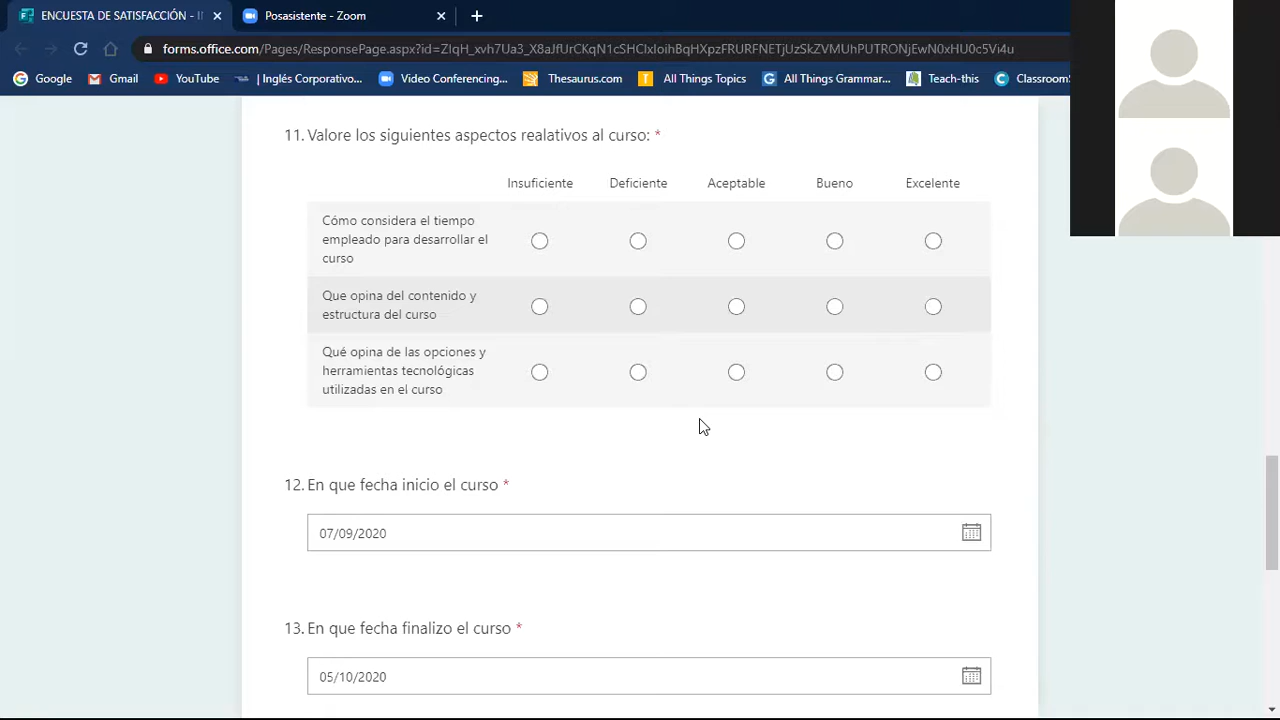 ENCUESTA DE SATISFACCIÓN - I
Posasistente - Zoom
forms.office.com/Pages/ResponsePage.aspx?id=ZIqH_xvh7Ua3_X8aJfUrCKqN1cSHClxIoihBqHXpzFRURFNETjUzSkZVMUhPUTRONjEwN0xHU0c5Vi4u
Google
Gmail
YouTube
| Inglés Corporativo...
Video Conferencing...
Thesaurus.com
All Things Topics
All Things Grammar...
Teach-this
ClassroomS
11. Valore los siguientes aspectos realativos al curso: *
Insuficiente Deficiente Aceptable Bueno Excelente
Cómo considera el tiempo
empleado para desarrollar el
curso
Que opina del contenido y
estructura del curso
Qué opina de las opciones y
herramientas tecnológicas
utilizadas en el curso
12. En que fecha inicio el curso *
07/09/2020
13. En que fecha finalizo el curso *
05/10/2020